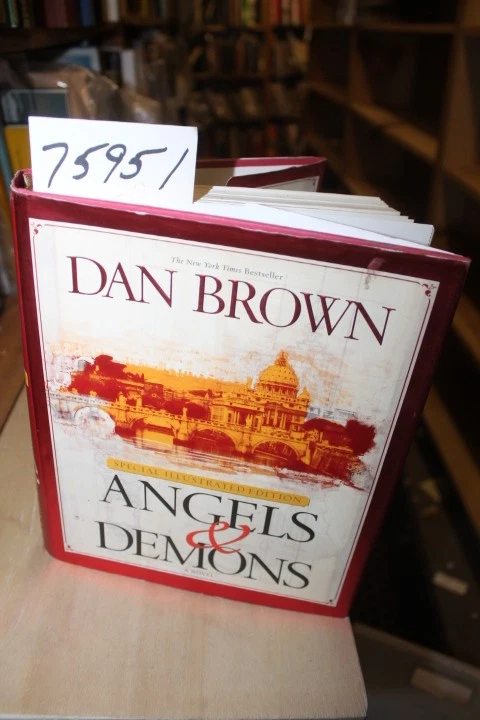 75951
The New York Times Bestseller
DAN BROWN
SPECIAL ILLUSTRATED EDITION
ANGELS
&
DEMONS
A NOVEL